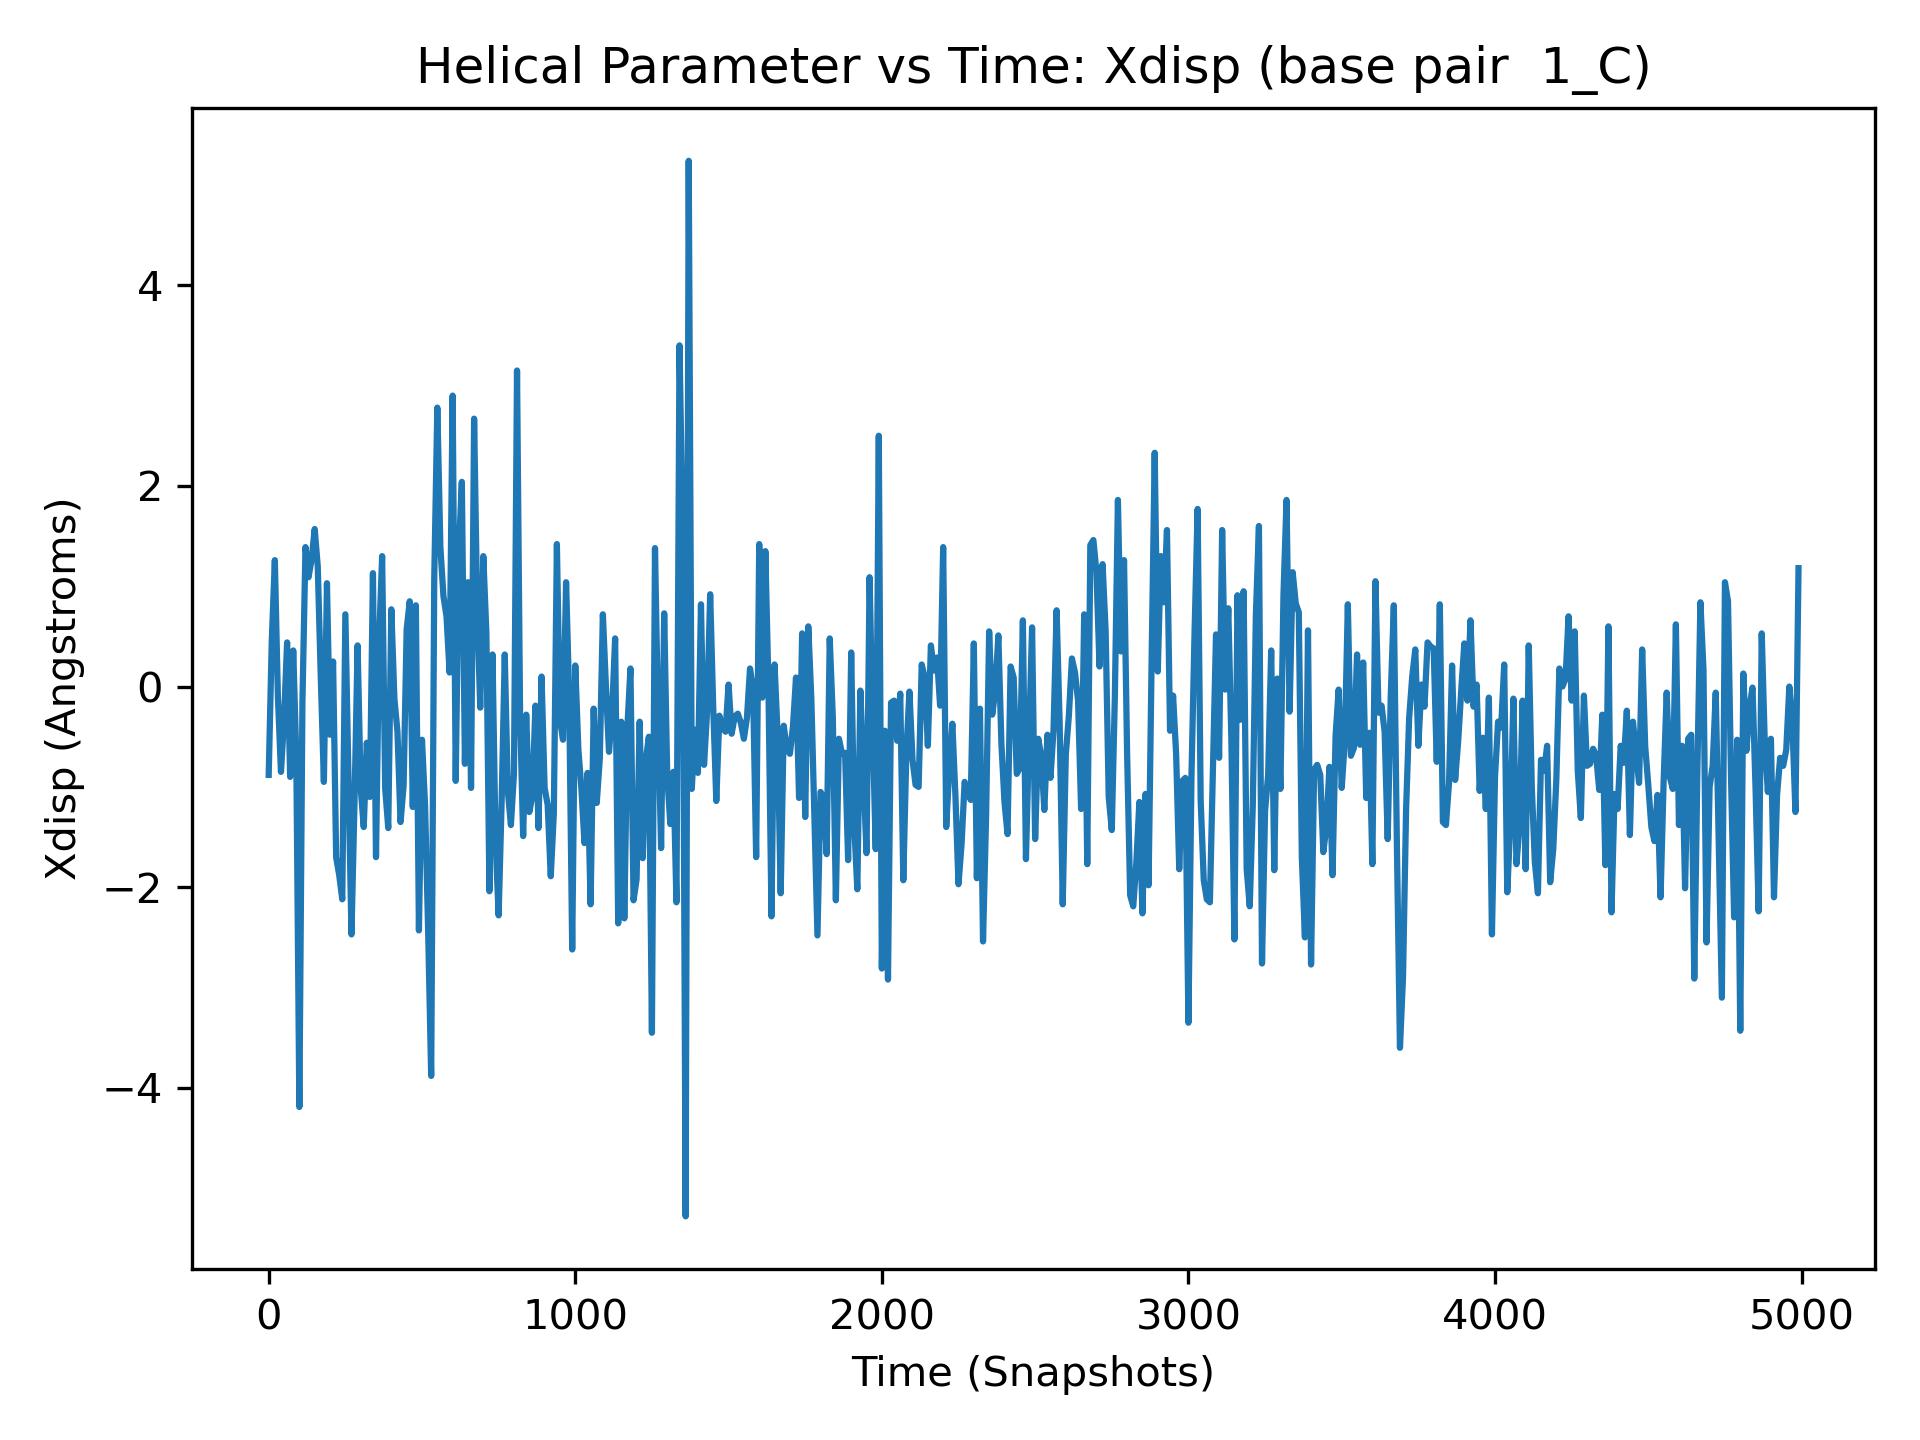 Helical Parameter vs Time: Xdisp (base pair  1_C)
Xdisp (Angstroms)
4
2
0
−2
−4
0 1000 2000 3000 4000 5000
Time (Snapshots)